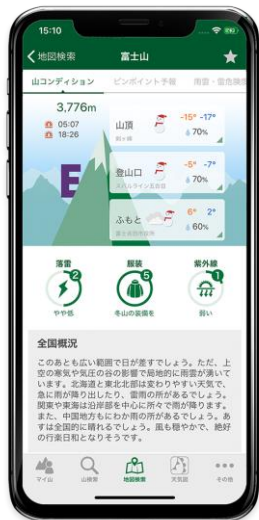 15:10
地図検索 富士山
山コンディション ピンポイント予報
3,776m
05:07
18:26
山頂 -15° -17°
剣ヶ峰 70%
登山口 -5° -7°
スバルライン五合目 70%
ふもと 6° 2°
60%
E
落雷 服装 紫外線
2 5 1
やや低 冬山の装備を 弱い
全国概況
このあとも広い範囲で日が差すでしょう。ただ、上
空の寒気や気圧の谷の影響で局地的に雨雲が湧いて
います。北海道と東北北部は変わりやすい天気で、
急に雨が降り出したり、雷雨の所があるでしょう。
関東や東海は沿岸部を中心に所々で雨が降ります。
また、中国地方もにわか雨の所があるでしょう。あ
すは全国的に晴れるでしょう。風も穏やかで、絶好
の行楽日和となりそうです。
マイ山 山検索 地図検索 天気図 その他